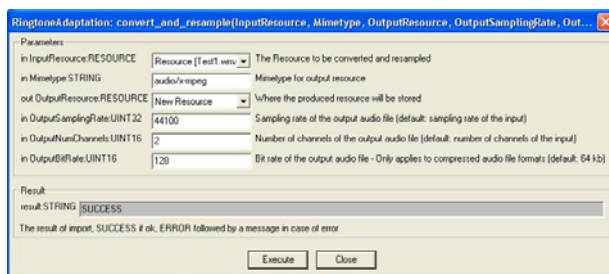 RingtoneAdaptation: convert_and_resample(InputResource, Mimetype, OutputResource, OutputSamplingRate, Out...
Parameters
in InputResource:RESOURCE Resource [Test1.wma The Resource to be converted and resampled
in Mimetype:STRING audio/x-mpeg Mimetype for output resource
out OutputResource:RESOURCE New Resource Where the produced resource will be stored
in OutputSamplingRate:UINT32 44100 Sampling rate of the output audio file (default: sampling rate of the input)
in OutputNumChannels:UINT16 2 Number of channels of the output audio file (default: number of channels of the input)
in OutputBitRate:UINT16 128 Bit rate of the output audio file - Only applies to compressed audio file formats (default: 64 kb)
Result
result:STRING SUCCESS
The result of import, SUCCESS if ok, ERROR followed by a message in case of error
Execute Close